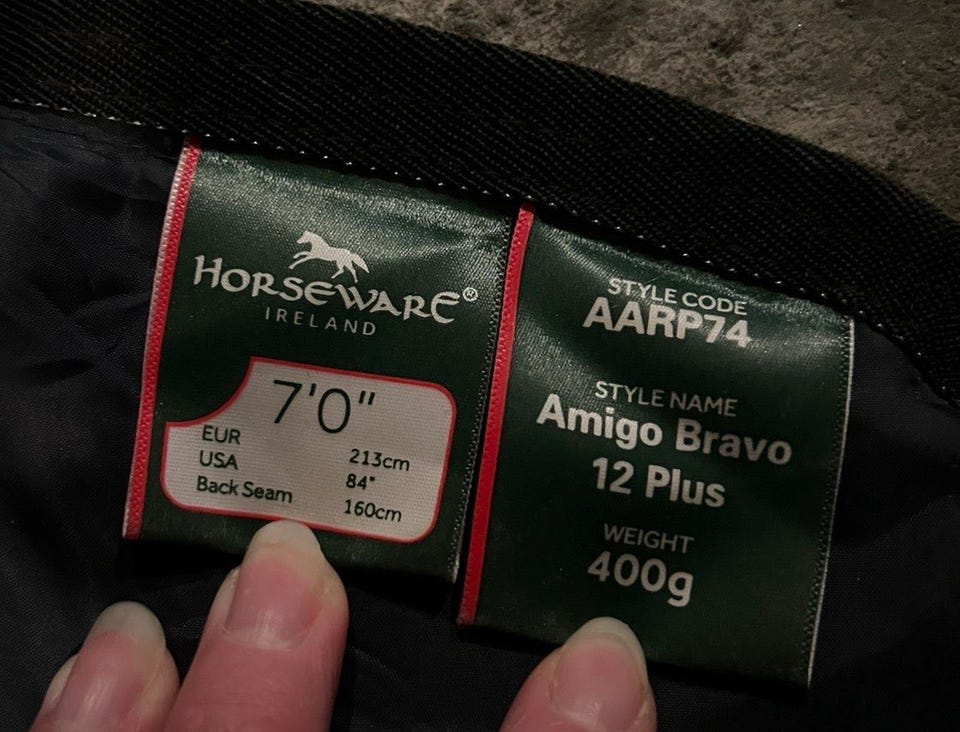 HORSEWARE®
IRELAND
7'0"
EUR 213cm
USA 84"
Back Seam 160cm
STYLE CODE
AARP74
STYLE NAME
Amigo Bravo
12 Plus
WEIGHT
400g